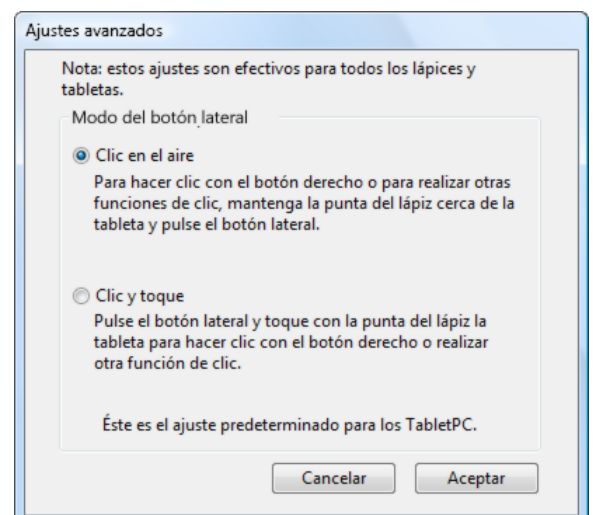 Ajustes avanzados
Nota: estos ajustes son efectivos para todos los lápices y
tabletas.
Modo del botón lateral
Clic en el aire
Para hacer clic con el botón derecho o para realizar otras
funciones de clic, mantenga la punta del lápiz cerca de la
tableta y pulse el botón lateral.
Clic y toque
Pulse el botón lateral y toque con la punta del lápiz la
tableta para hacer clic con el botón derecho o realizar
otra función de clic.
Éste es el ajuste predeterminado para los TabletPC.
Cancelar Aceptar